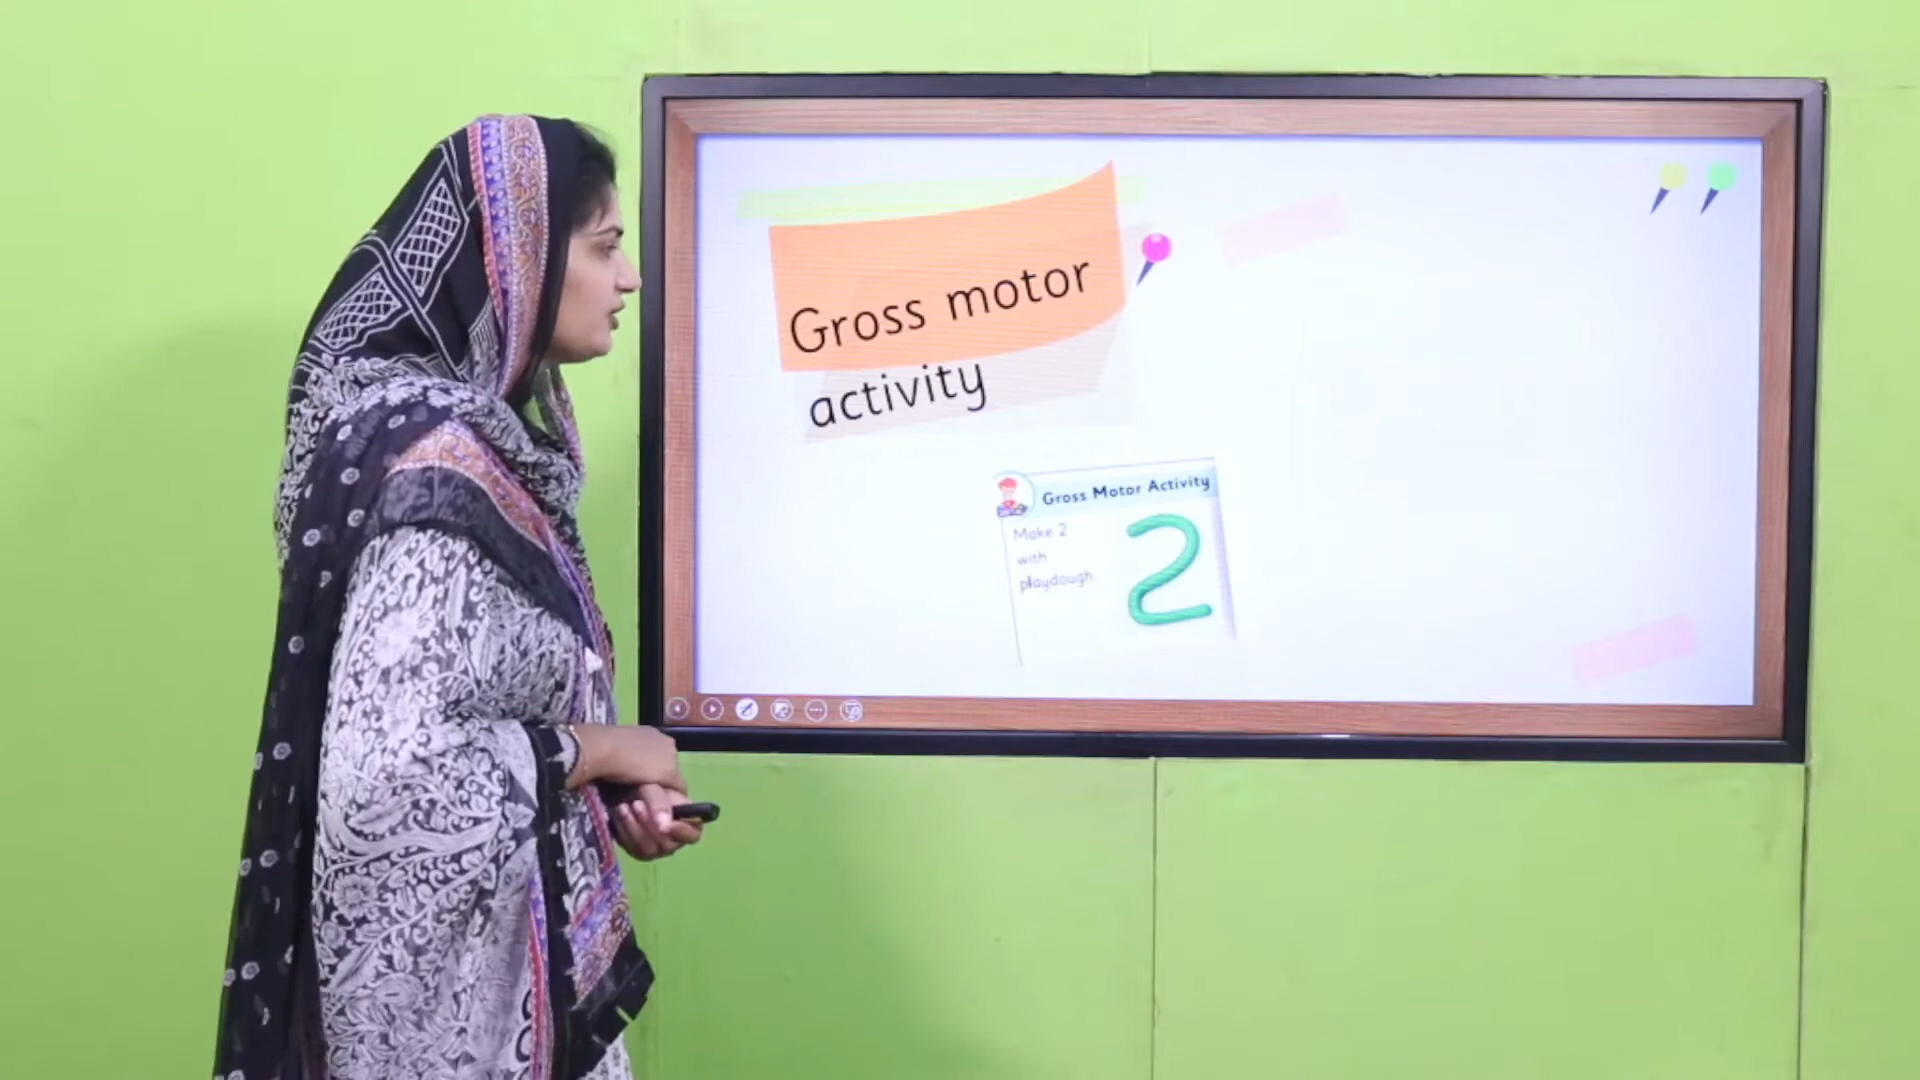 Gross motor
activity
Gross Motor Activity
Make 2
with
playdough.
2